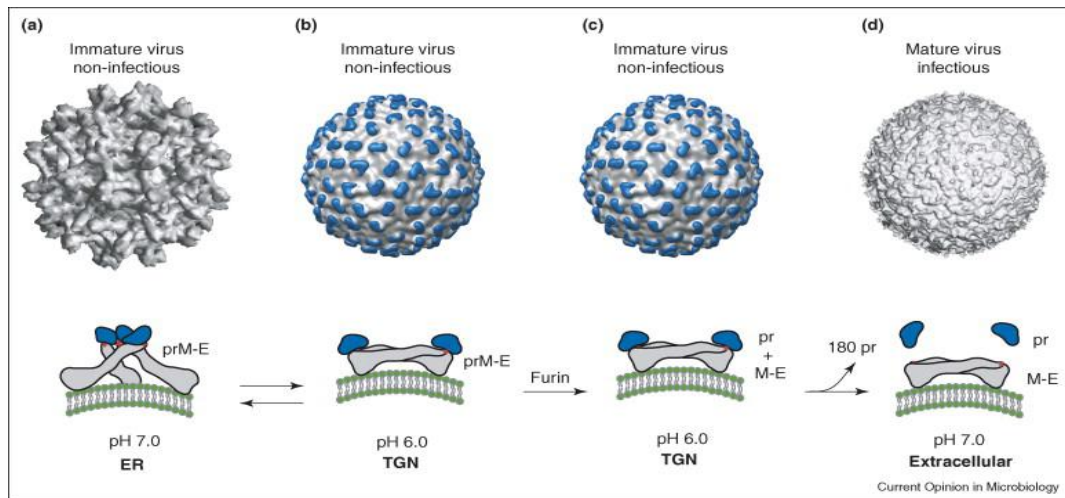 (a)
Immature virus
non-infectious
(b)
Immature virus
non-infectious
(c)
Immature virus
non-infectious
(d)
Mature virus
infectious
prM-E
prM-E
Furin
pr
+
M-E
180 pr
pr
M-E
pH 7.0
ER
pH 6.0
TGN
pH 6.0
TGN
pH 7.0
Extracellular
Current Opinion in Microbiology